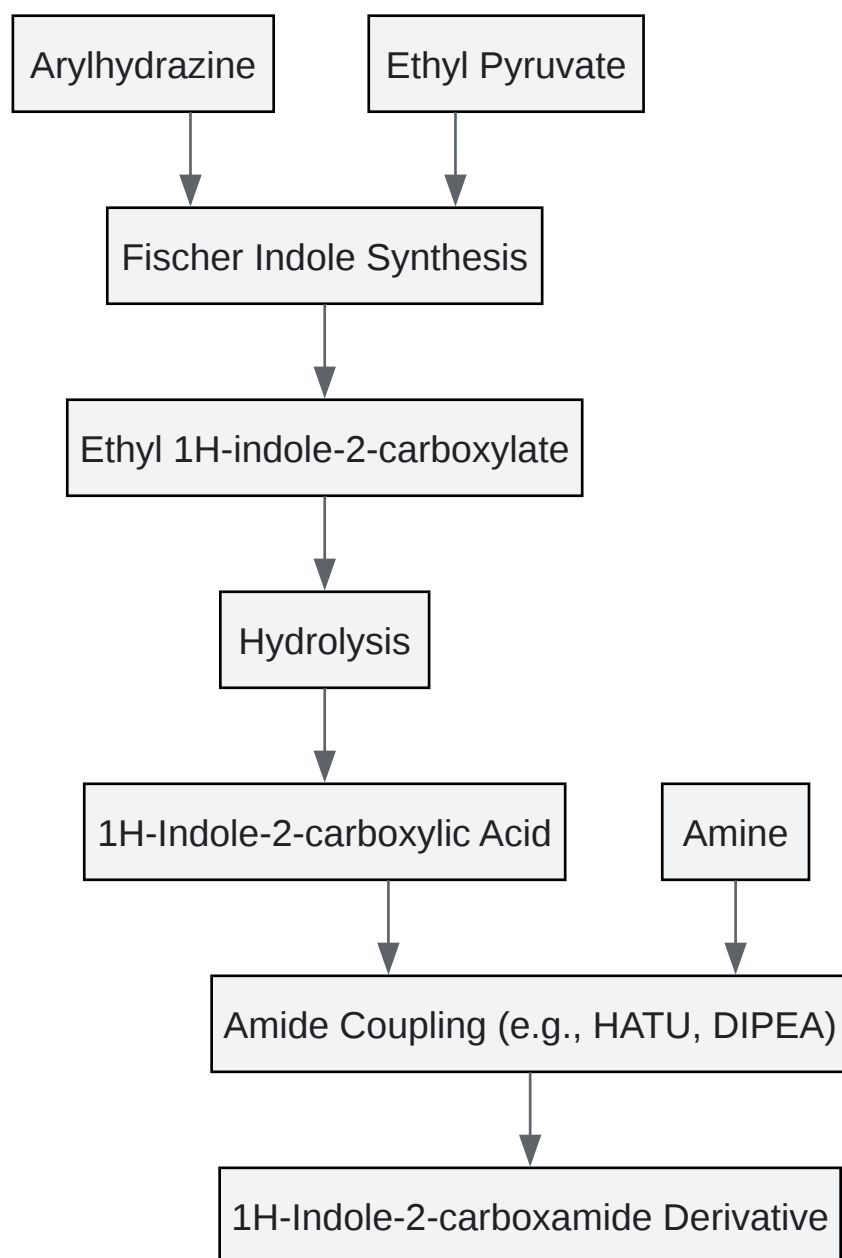 Arylhydrazine
Ethyl Pyruvate
Fischer Indole Synthesis
Ethyl 1H-indole-2-carboxylate
Hydrolysis
1H-Indole-2-carboxylic Acid
Amine
Amide Coupling (e.g., HATU, DIPEA)
1H-Indole-2-carboxamide Derivative